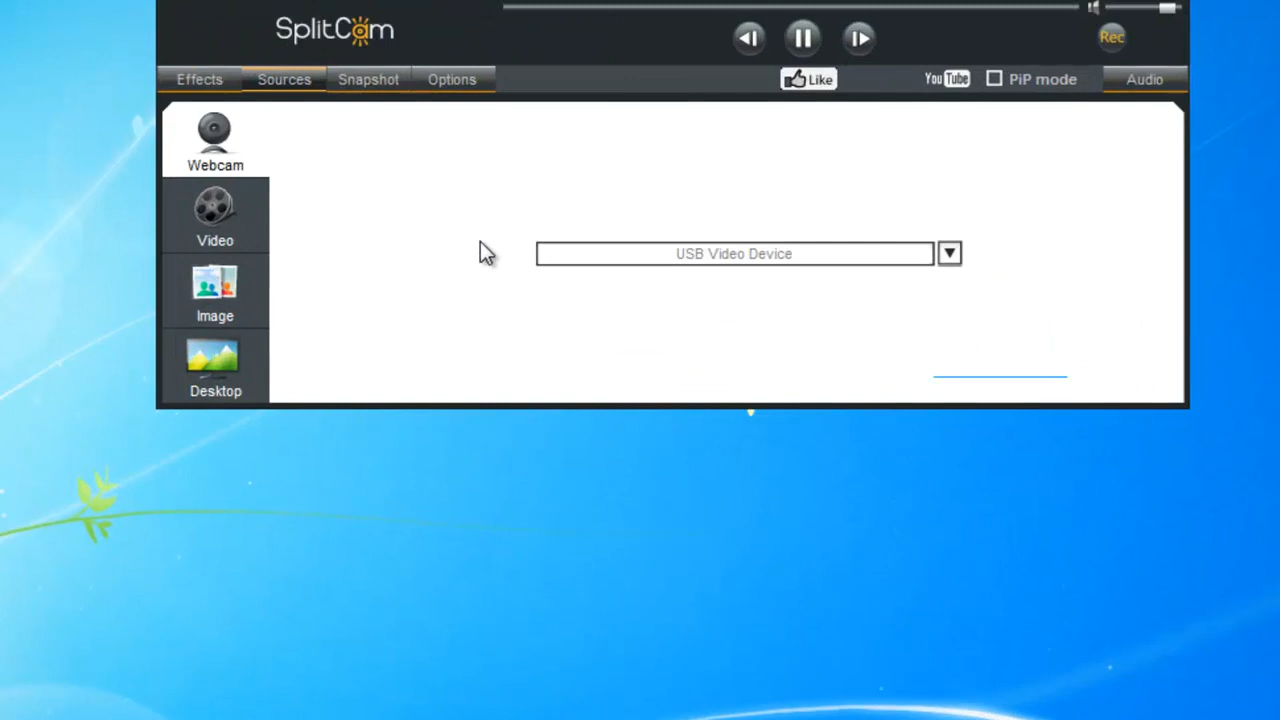 SplitCam
Rec
Effects Sources Snapshot Options Like YouTube PiP mode Audio
Webcam
USB Video Device
Video
Image
Desktop